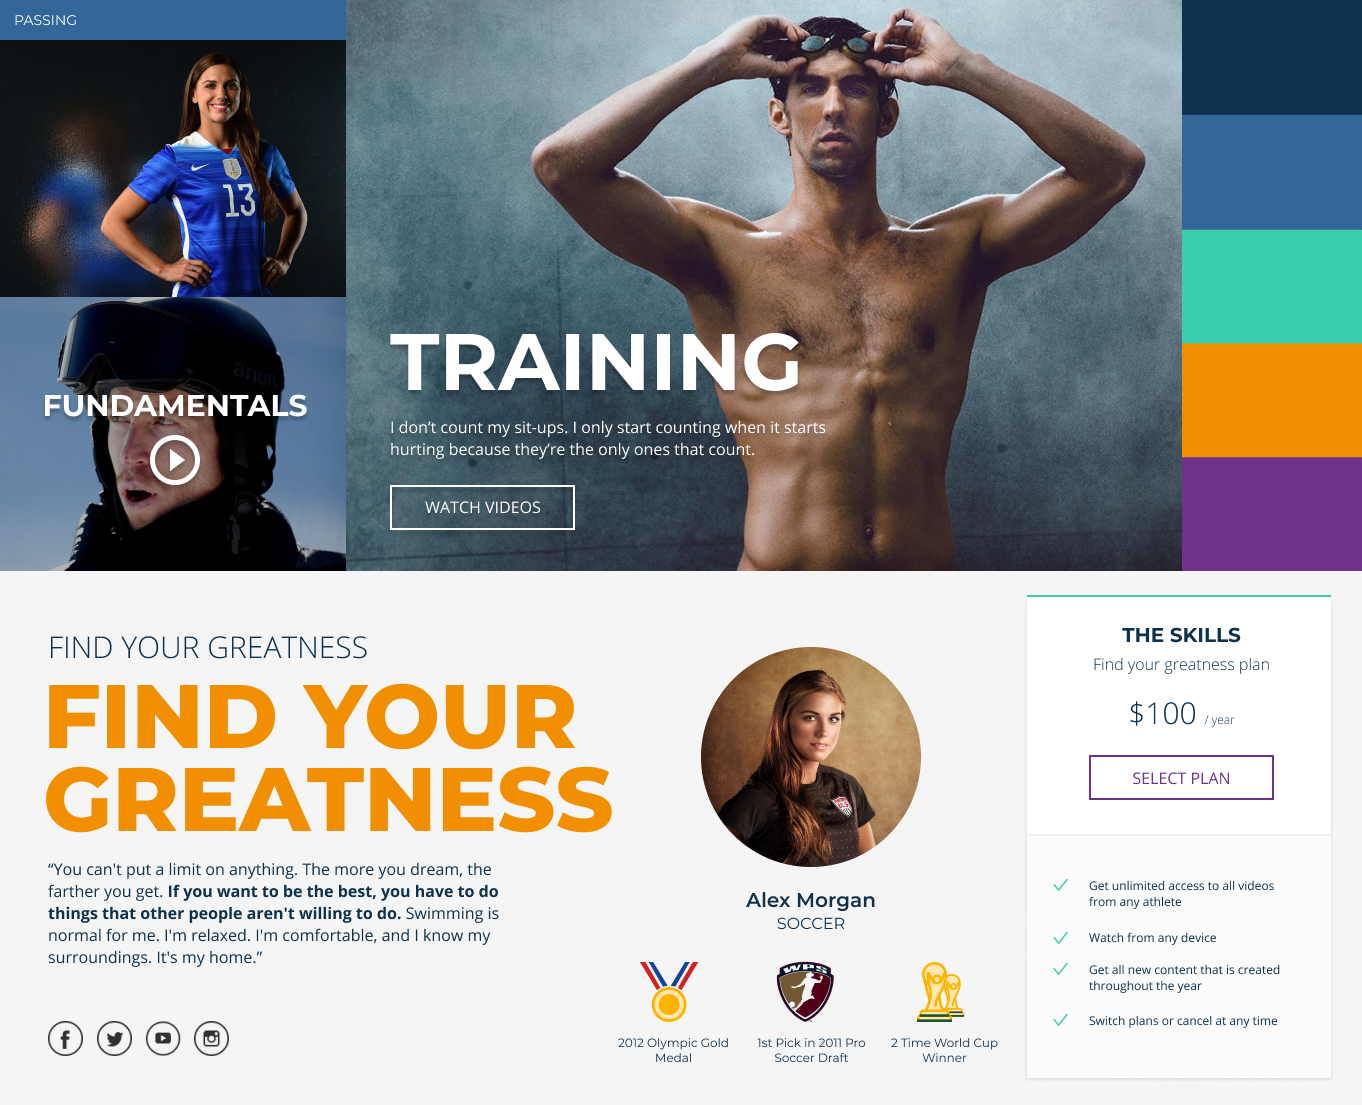 PASSING
13
anon
FUNDAMENTALS
TRAINING
I don’t count my sit-ups. I only start counting when it starts
hurting because they’re the only ones that count.
WATCH VIDEOS
FIND YOUR GREATNESS
FIND YOUR
GREATNESS
“You can't put a limit on anything. The more you dream, the
farther you get. If you want to be the best, you have to do
things that other people aren't willing to do. Swimming is
normal for me. I'm relaxed. I'm comfortable, and I know my
surroundings. It's my home.”
Alex Morgan
SOCCER
WPS
2012 Olympic Gold
Medal
1st Pick in 2011 Pro
Soccer Draft
2 Time World Cup
Winner
THE SKILLS
Find your greatness plan
$100 / year
SELECT PLAN
Get unlimited access to all videos
from any athlete
Watch from any device
Get all new content that is created
throughout the year
Switch plans or cancel at any time